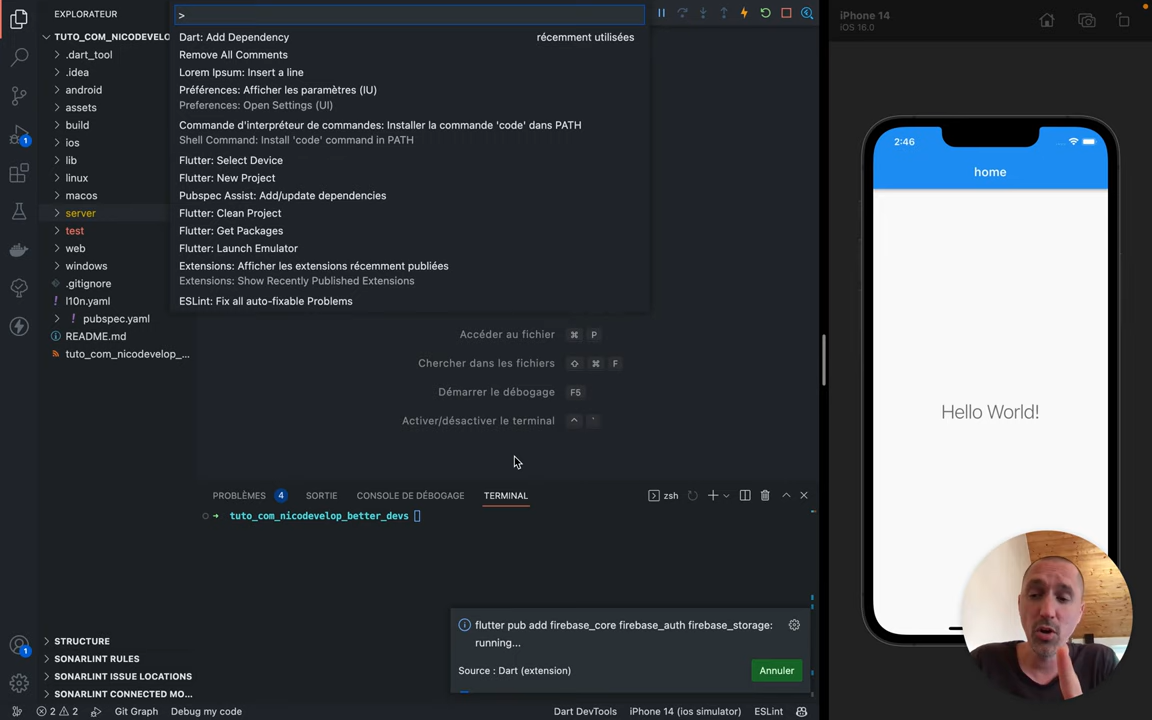 EXPLORATEUR
TUTO_COM_NICODEVELO
.dart_tool
.idea
android
assets
build
ios
lib
linux
macos
server
test
web
windows
.gitignore
l10n.yaml
pubspec.yaml
README.md
tuto_com_nicodevelop_...
STRUCTURE
SONARLINT RULES
SONARLINT ISSUE LOCATIONS
SONARLINT CONNECTED MO...
1
1
>
Dart: Add Dependency récemment utilisées
Remove All Comments
Lorem Ipsum: Insert a line
Préférences: Afficher les paramètres (IU)
Preferences: Open Settings (UI)
Commande d'interpréteur de commandes: Installer la commande 'code' dans PATH
Shell Command: Install 'code' command in PATH
Flutter: Select Device
Flutter: New Project
Pubspec Assist: Add/update dependencies
Flutter: Clean Project
Flutter: Get Packages
Flutter: Launch Emulator
Extensions: Afficher les extensions récemment publiées
Extensions: Show Recently Published Extensions
ESLint: Fix all auto-fixable Problems
Accéder au fichier ⌘ P
Chercher dans les fichiers ⇧ ⌘ F
Démarrer le débogage F5
Activer/désactiver le terminal ^ `
PROBLÈMES 4 SORTIE CONSOLE DE DÉBOGAGE TERMINAL zsh
tuto_com_nicodevelop_better_devs
flutter pub add firebase_core firebase_auth firebase_storage:
running...
Source : Dart (extension) Annuler
2 2 Git Graph Debug my code Dart DevTools iPhone 14 (ios simulator) ESLint
iPhone 14
iOS 16.0
2:46
home
Hello World!